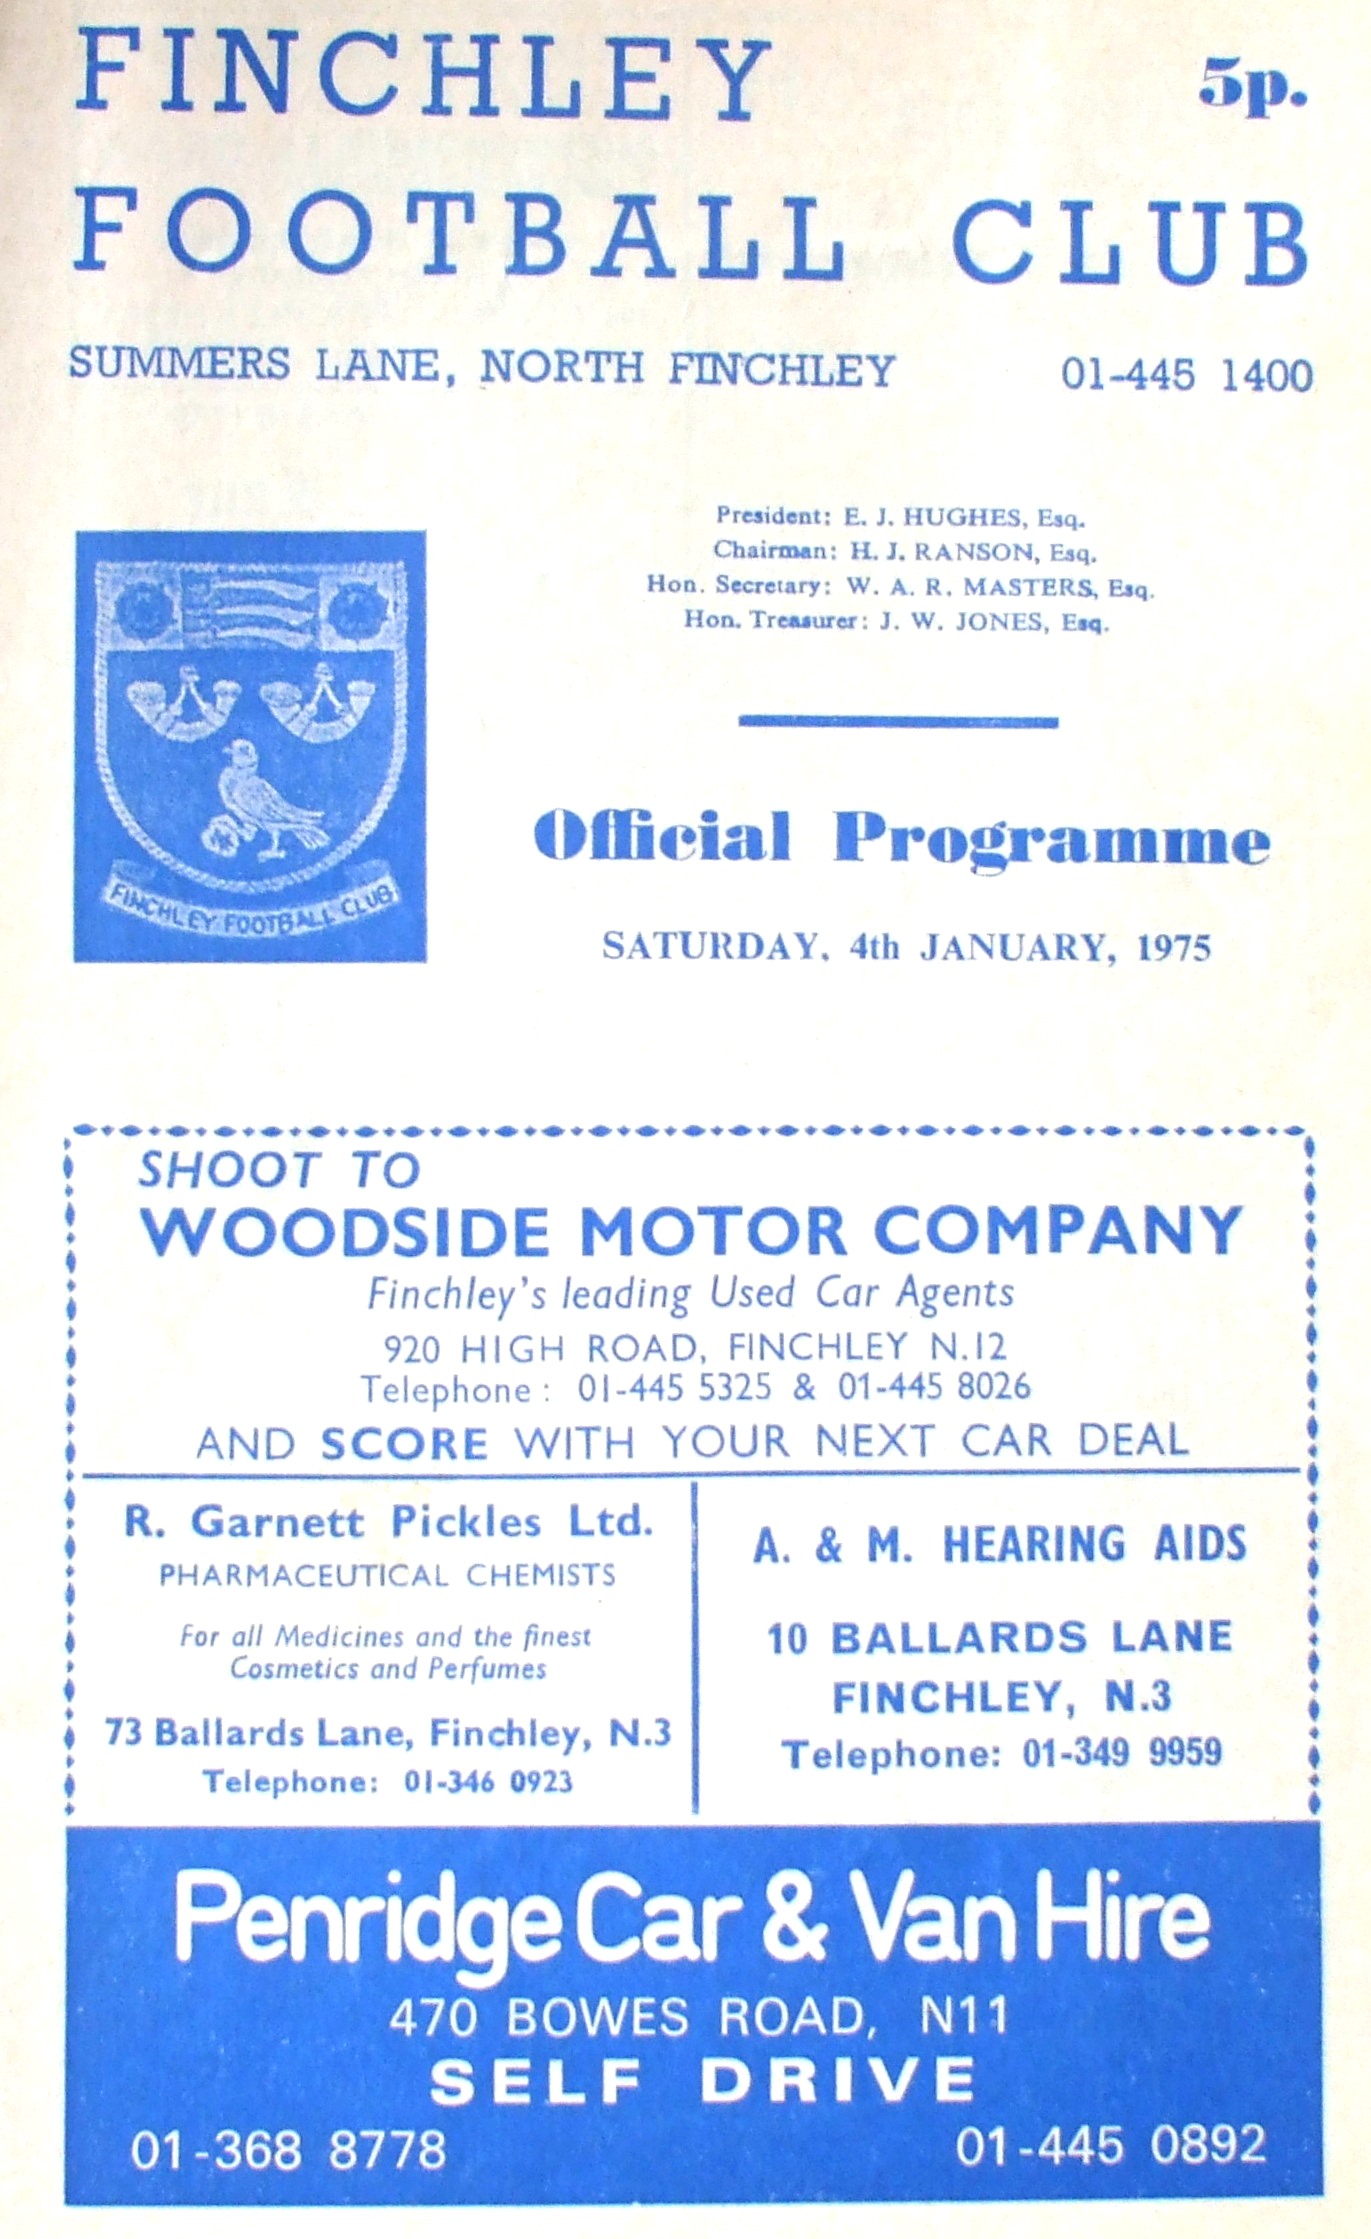 FINCHLEY 5p.
FOOTBALL CLUB
SUMMERS LANE, NORTH FINCHLEY 01-445 1400
President: E. J. HUGHES, Esq.
Chairman: H. J. RANSON, Esq.
Hon. Secretary: W. A. R. MASTERS, Esq.
Hon. Treasurer: J. W. JONES, Esq.
FINCHLEY FOOTBALL CLUB
Official Programme
SATURDAY, 4th JANUARY, 1975
SHOOT TO
WOODSIDE MOTOR COMPANY
Finchley's leading Used Car Agents
920 HIGH ROAD, FINCHLEY N.12
Telephone : 01-445 5325 & 01-445 8026
AND SCORE WITH YOUR NEXT CAR DEAL
R. Garnett Pickles Ltd.
PHARMACEUTICAL CHEMISTS
For all Medicines and the finest
Cosmetics and Perfumes
73 Ballards Lane, Finchley, N.3
Telephone: 01-346 0923
A. & M. HEARING AIDS
10 BALLARDS LANE
FINCHLEY, N.3
Telephone: 01-349 9959
Penridge Car & Van Hire
470 BOWES ROAD, N11
SELF DRIVE
01-368 8778 01-445 0892